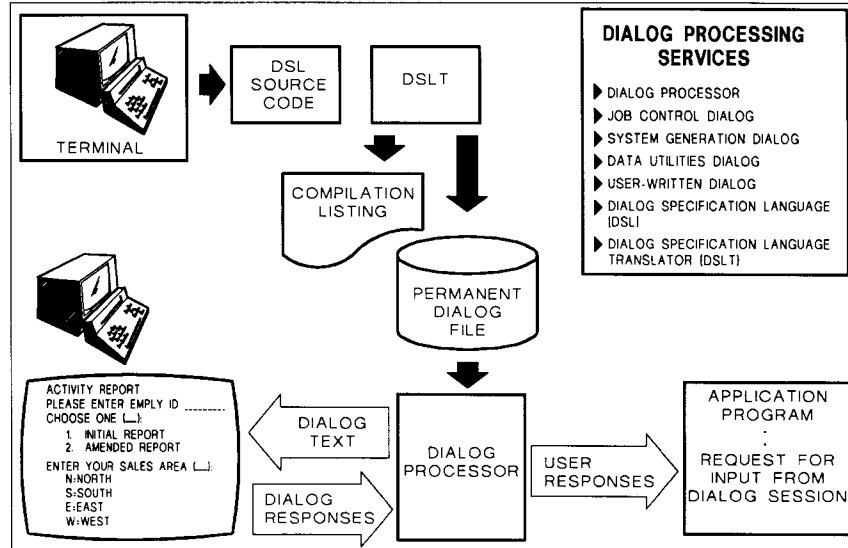 TERMINAL
DSL
SOURCE
CODE
DSLT
COMPILATION
LISTING
PERMANENT
DIALOG
FILE
DIALOG PROCESSING
SERVICES
DIALOG PROCESSOR
JOB CONTROL DIALOG
SYSTEM GENERATION DIALOG
DATA UTILITIES DIALOG
USER-WRITTEN DIALOG
DIALOG SPECIFICATION LANGUAGE
(DSL)
DIALOG SPECIFICATION LANGUAGE
TRANSLATOR (DSLT)
ACTIVITY REPORT
PLEASE ENTER EMPLY ID _______
CHOOSE ONE (__):
1. INITIAL REPORT
2. AMENDED REPORT
ENTER YOUR SALES AREA (__):
N:NORTH
S:SOUTH
E:EAST
W:WEST
DIALOG
TEXT
DIALOG
RESPONSES
DIALOG
PROCESSOR
USER
RESPONSES
APPLICATION
PROGRAM
:
REQUEST FOR
INPUT FROM
DIALOG SESSION